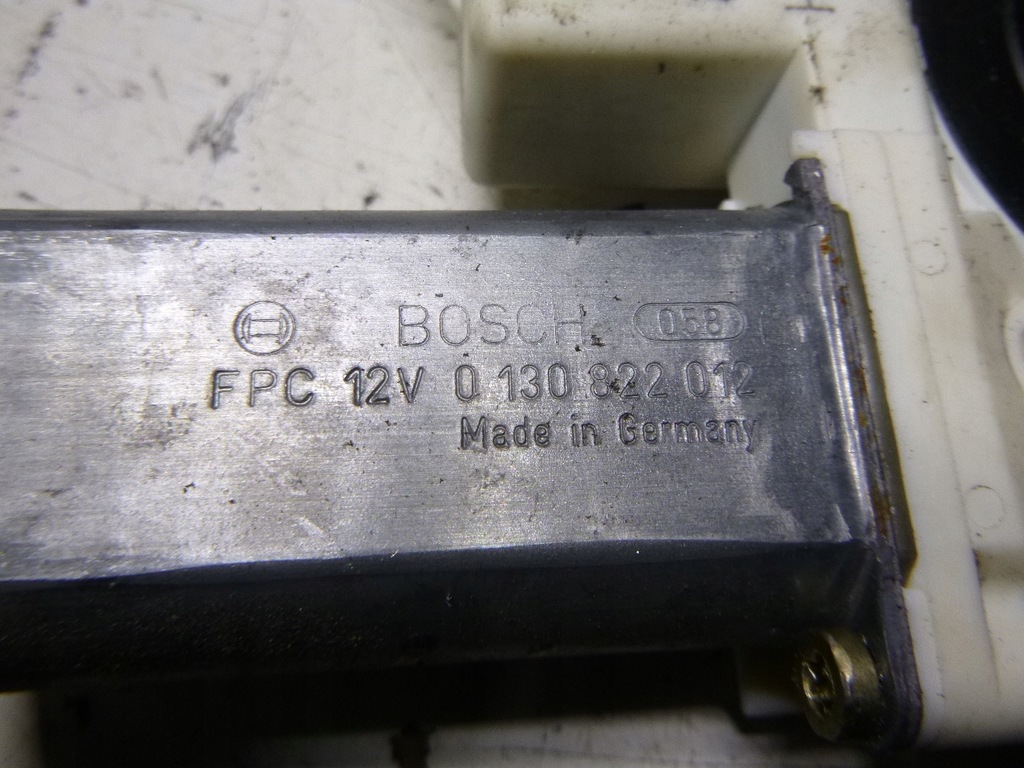 BOSCH 058
FPC 12V 0 130 822 012
Made in Germany